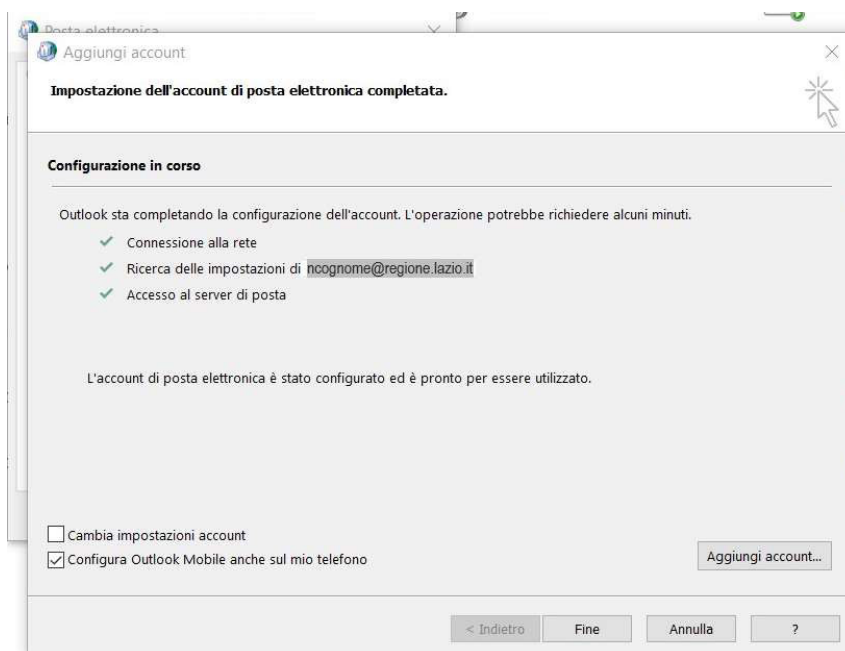 Posta elettronica
Aggiungi account
Impostazione dell'account di posta elettronica completata.
Configurazione in corso
Outlook sta completando la configurazione dell'account. L'operazione potrebbe richiedere alcuni minuti.
Connessione alla rete
Ricerca delle impostazioni di ncognome@regione.lazio.it
Accesso al server di posta
L'account di posta elettronica è stato configurato ed è pronto per essere utilizzato.
Cambia impostazioni account
Configura Outlook Mobile anche sul mio telefono
Aggiungi account...
< Indietro Fine Annulla ?